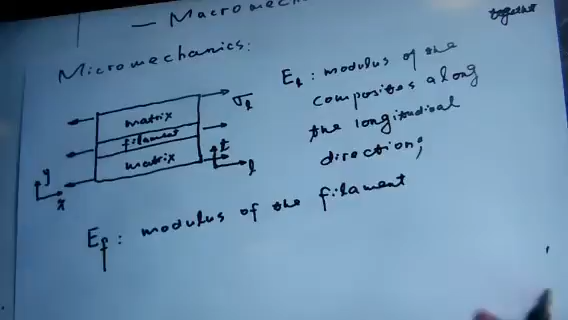 — Macromech
together
Micromechanics:
matrix
filament
matrix
σl
t
l
y
x
El : modulus of the
composites along
the longitudinal
direction;
Ef : modulus of the filament